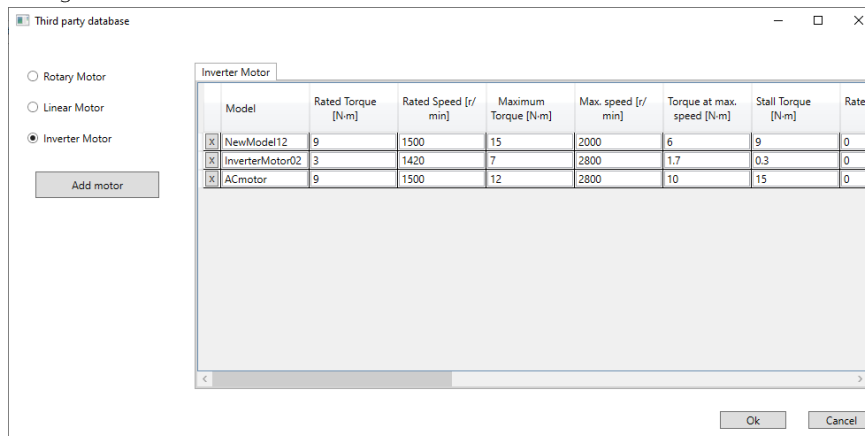 Third party database
Rotary Motor
Linear Motor
Inverter Motor
Add motor
Inverter Motor
Model Rated Torque [N·m] Rated Speed [r/min] Maximum Torque [N·m] Max. speed [r/min] Torque at max. speed [N·m] Stall Torque [N·m] Rate
x NewModel12 9 1500 15 2000 6 9 0
x InverterMotor02 3 1420 7 2800 1.7 0.3 0
x ACmotor 9 1500 12 2800 10 15 0
Ok Cancel